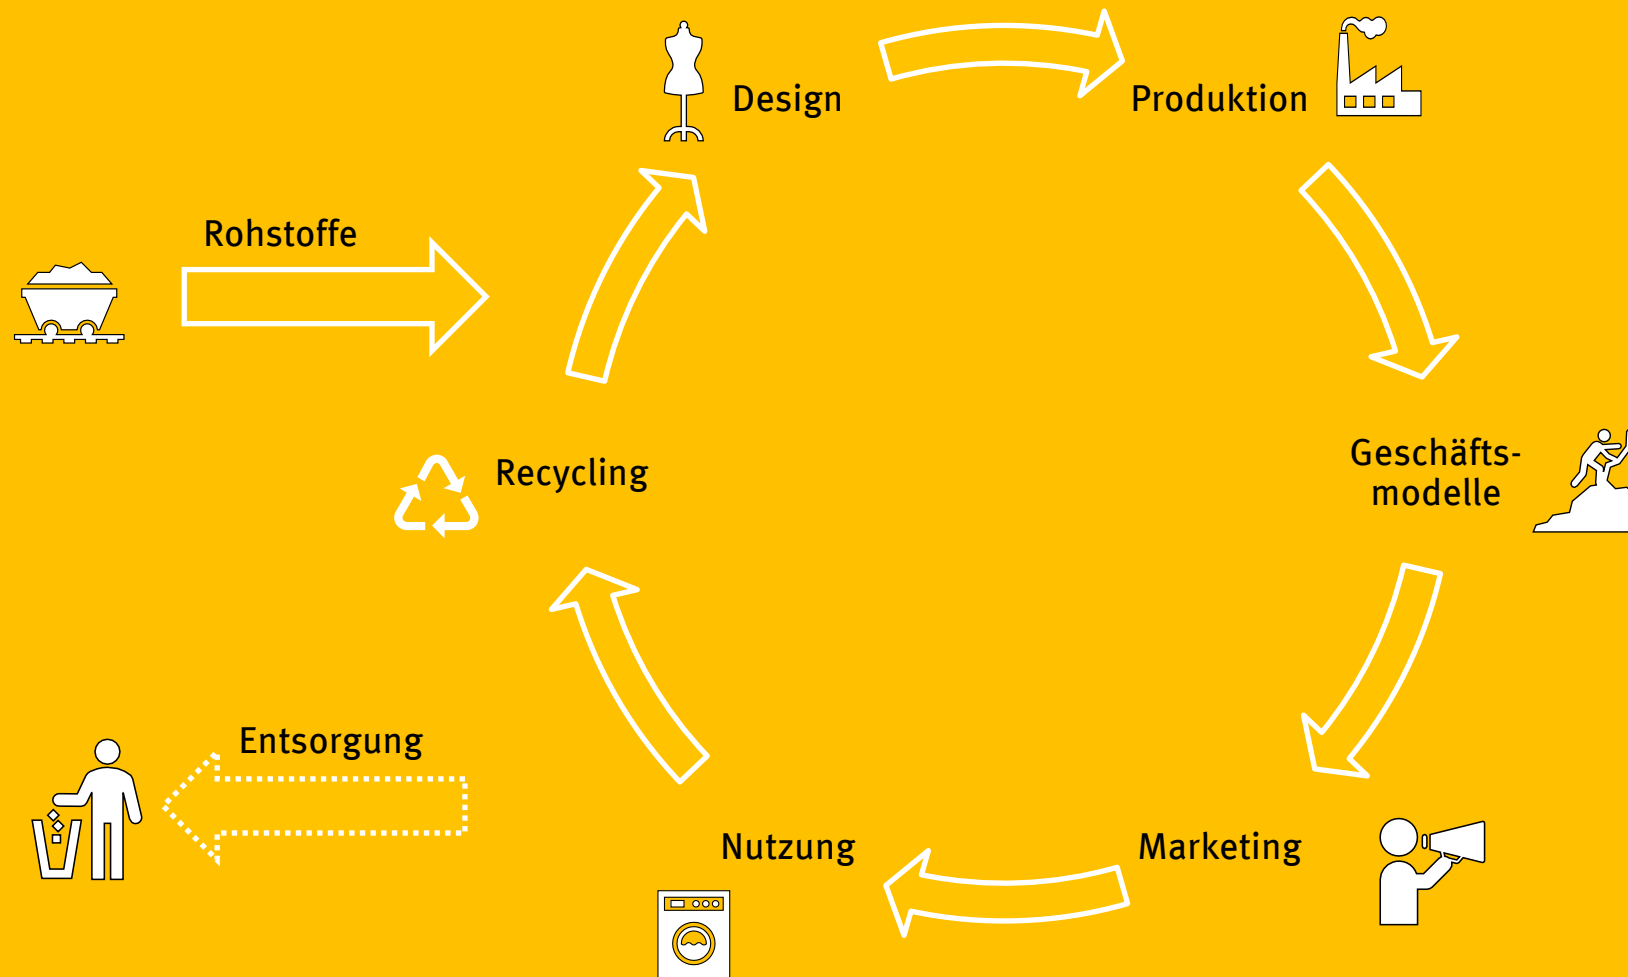 Design
Produktion
Rohstoffe
Geschäfts-
modelle
Recycling
Entsorgung
Nutzung
Marketing